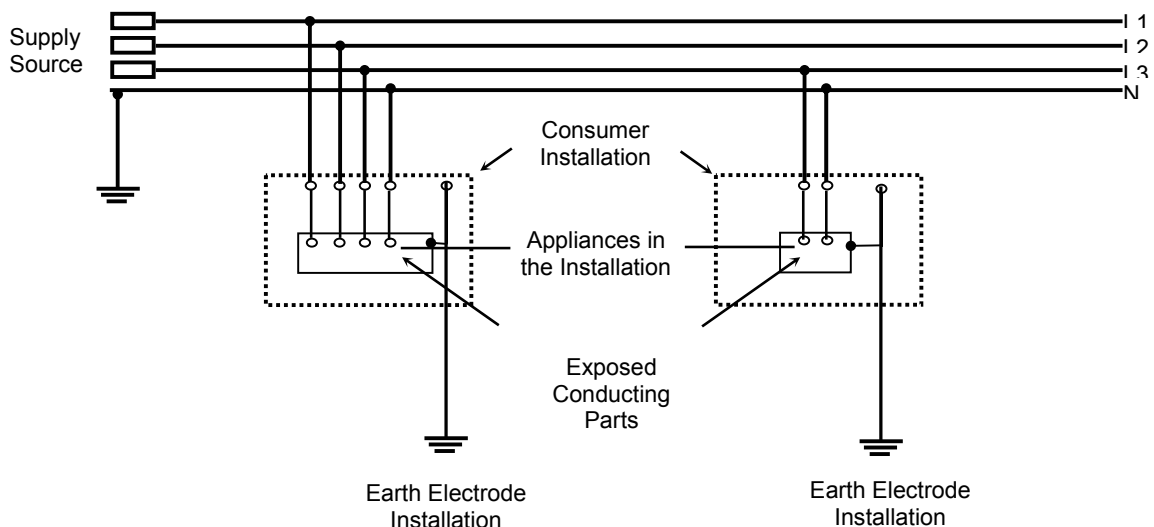 Supply
Source
L1
L2
L3
N
Consumer
Installation
Appliances in
the Installation
Exposed
Conducting
Parts
Earth Electrode
Installation
Earth Electrode
Installation